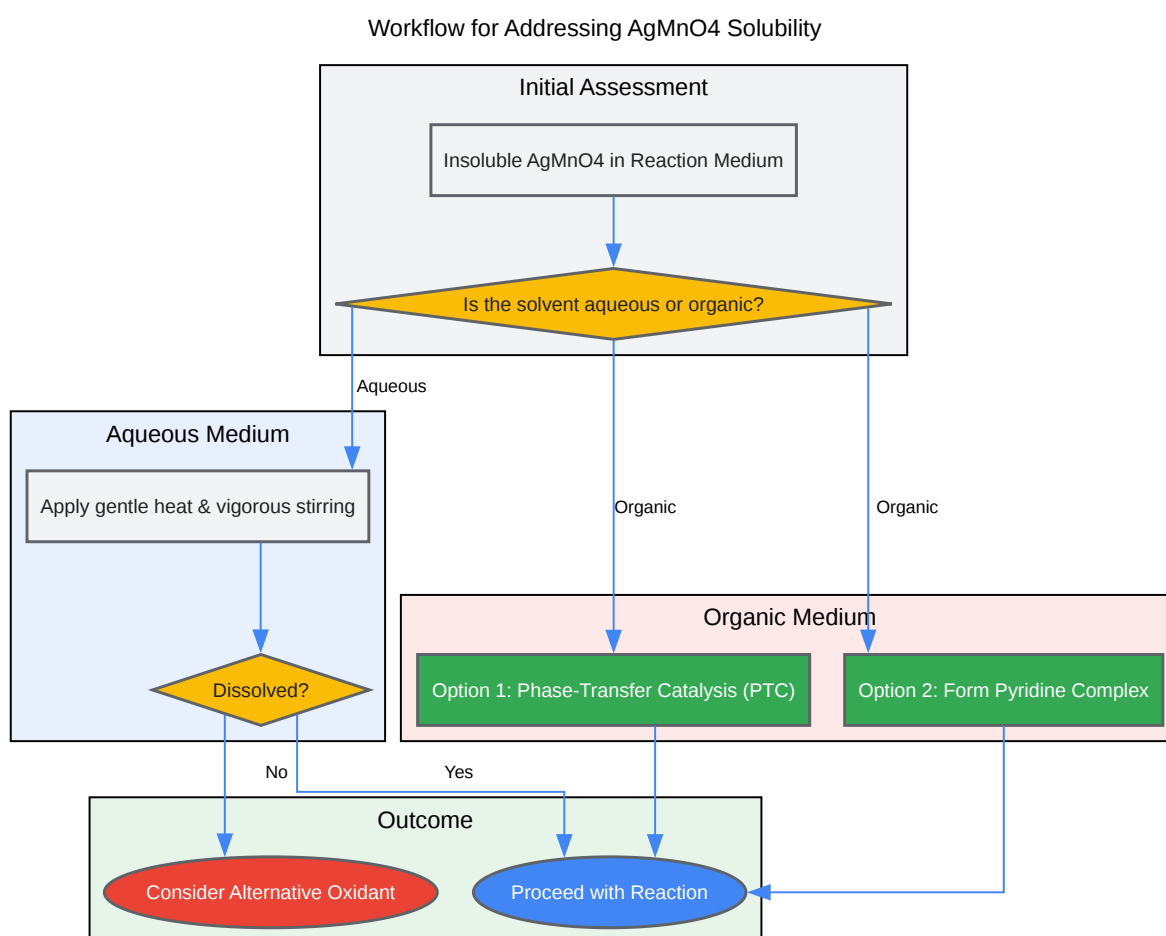 Workflow for Addressing AgMnO4 Solubility
Initial Assessment
Insoluble AgMnO4 in Reaction Medium
Is the solvent aqueous or organic?
Aqueous
Aqueous Medium
Apply gentle heat & vigorous stirring
Organic
Organic
Organic Medium
Dissolved?
Option 1: Phase-Transfer Catalysis (PTC)
Option 2: Form Pyridine Complex
No
Yes
Outcome
Consider Alternative Oxidant
Proceed with Reaction